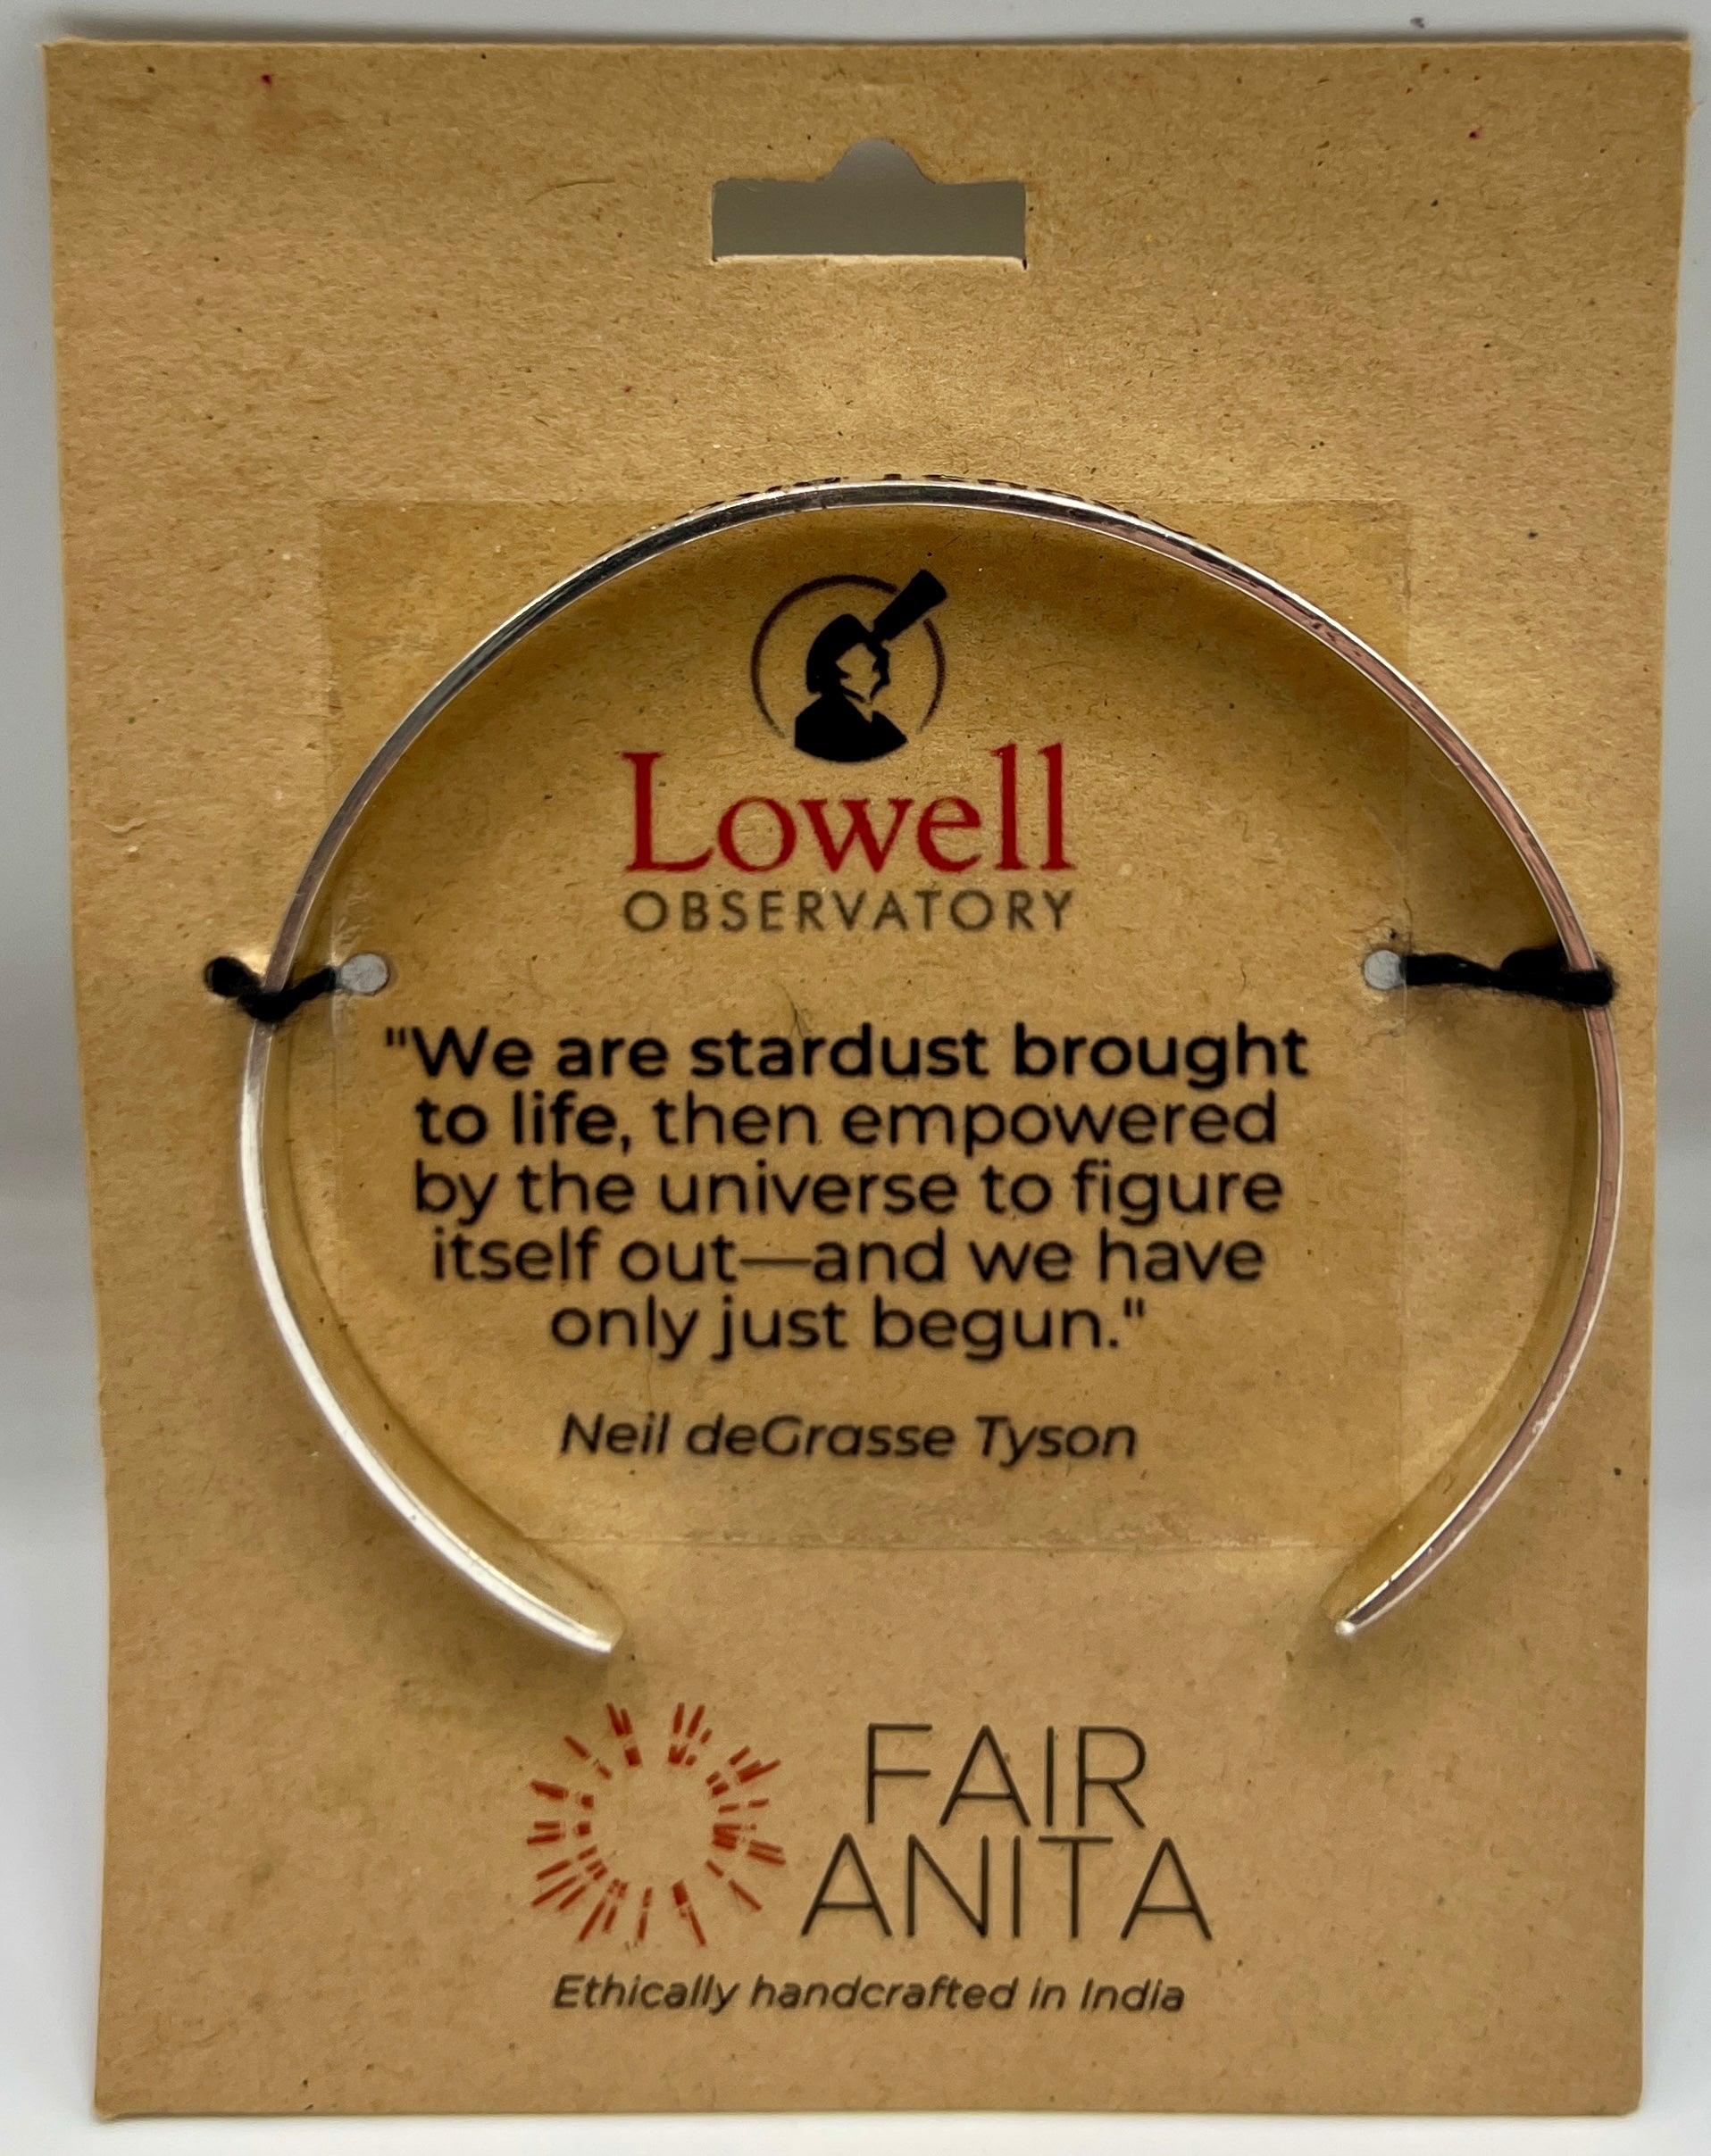 Lowell
OBSERVATORY
"We are stardust brought
to life, then empowered
by the universe to figure
itself out—and we have
only just begun."
Neil deGrasse Tyson
FAIR
ANITA
Ethically handcrafted in India